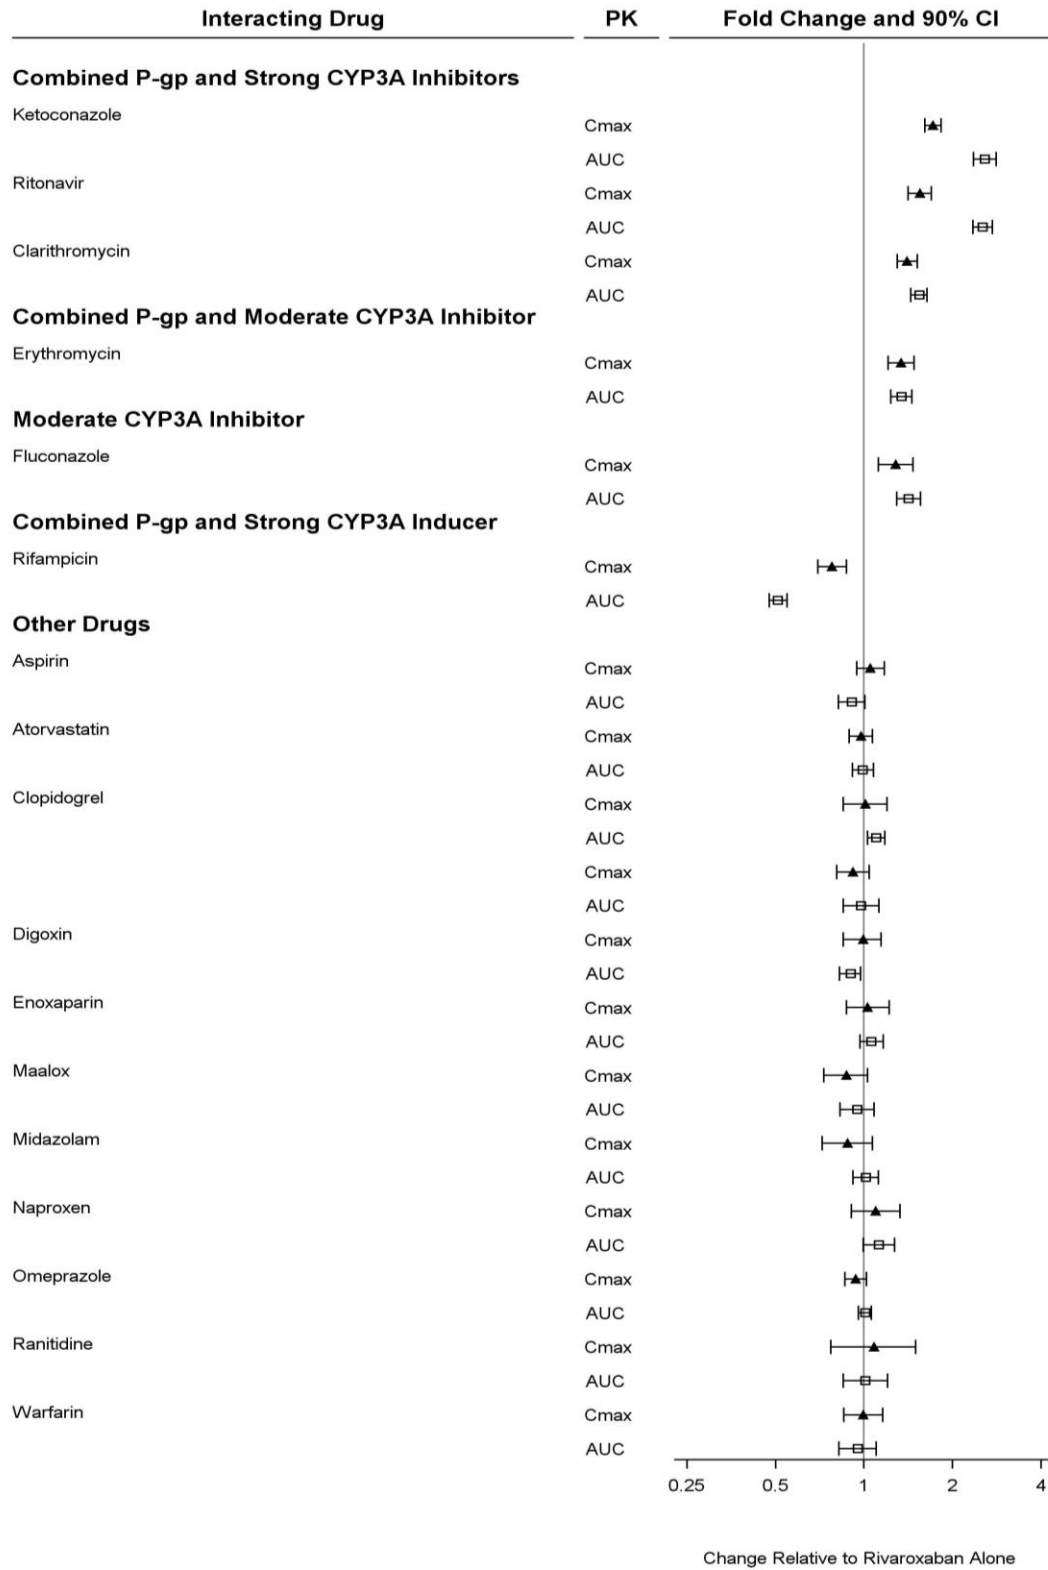 Interacting Drug PK Fold Change and 90% CI
Combined P-gp and Strong CYP3A Inhibitors
Ketoconazole
Cmax
AUC
Ritonavir
Cmax
AUC
Clarithromycin
Cmax
AUC
Combined P-gp and Moderate CYP3A Inhibitor
Erythromycin
Cmax
AUC
Moderate CYP3A Inhibitor
Fluconazole
Cmax
AUC
Combined P-gp and Strong CYP3A Inducer
Rifampicin
Cmax
AUC
Other Drugs
Aspirin
Cmax
AUC
Atorvastatin
Cmax
AUC
Clopidogrel
Cmax
AUC
Cmax
AUC
Digoxin
Cmax
AUC
Enoxaparin
Cmax
AUC
Maalox
Cmax
AUC
Midazolam
Cmax
AUC
Naproxen
Cmax
AUC
Omeprazole
Cmax
AUC
Ranitidine
Cmax
AUC
Warfarin
Cmax
AUC
0.25 0.5 1 2 4
Change Relative to Rivaroxaban Alone